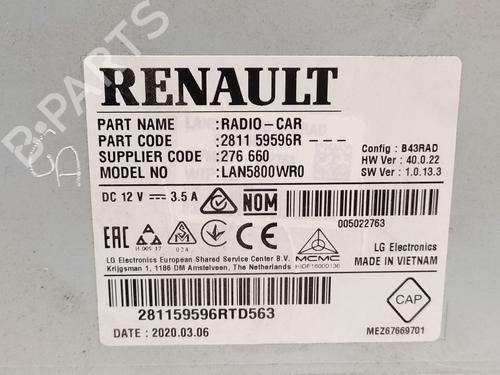 RENAULT
PART NAME : RADIO-CAR
PART CODE : 281159596R ----
SUPPLIER CODE : 276 660
MODEL NO : LAN5800WR0
Config : B43RAD
HW Ver : 40.0.22
SW Ver : 1.0.13.3
DC 12 V 3.5 A
NOM
005022763
EAC
024
MCMC
HIDF16000136
LG Electronics European Shared Service Center B.V.
Krijgsman 1, 1186 DM Amstelveen, The Netherlands
LG Electronics
MADE IN VIETNAM
281159596RTD563
DATE : 2020.03.06
CAP
MEZ67669701
B-PARTS